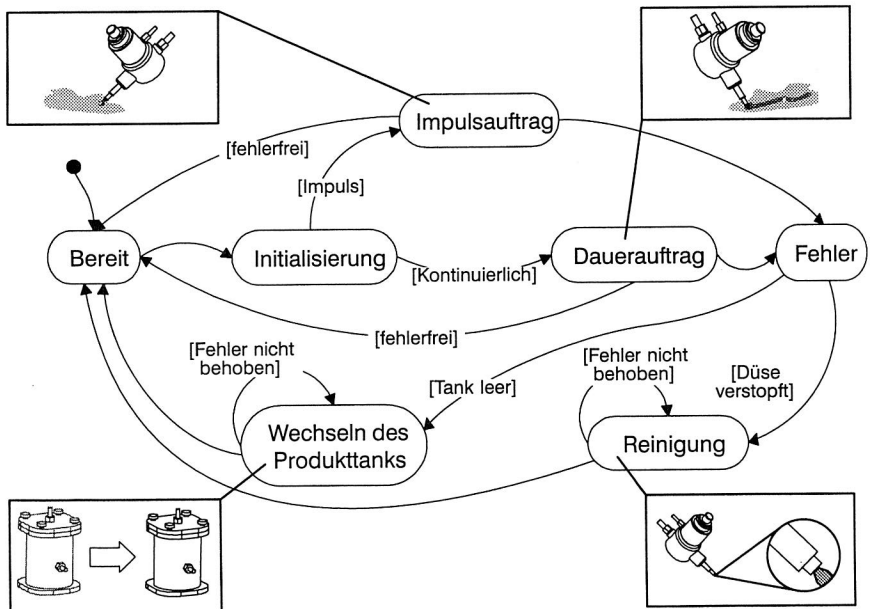 Impulsauftrag
[fehlerfrei]
[Impuls]
Bereit
Initialisierung
[Kontinuierlich]
Dauerauftrag
Fehler
[fehlerfrei]
[Fehler nicht
behoben]
[Tank leer]
[Fehler nicht
behoben]
[Düse
verstopft]
Wechseln des
Produkttanks
Reinigung